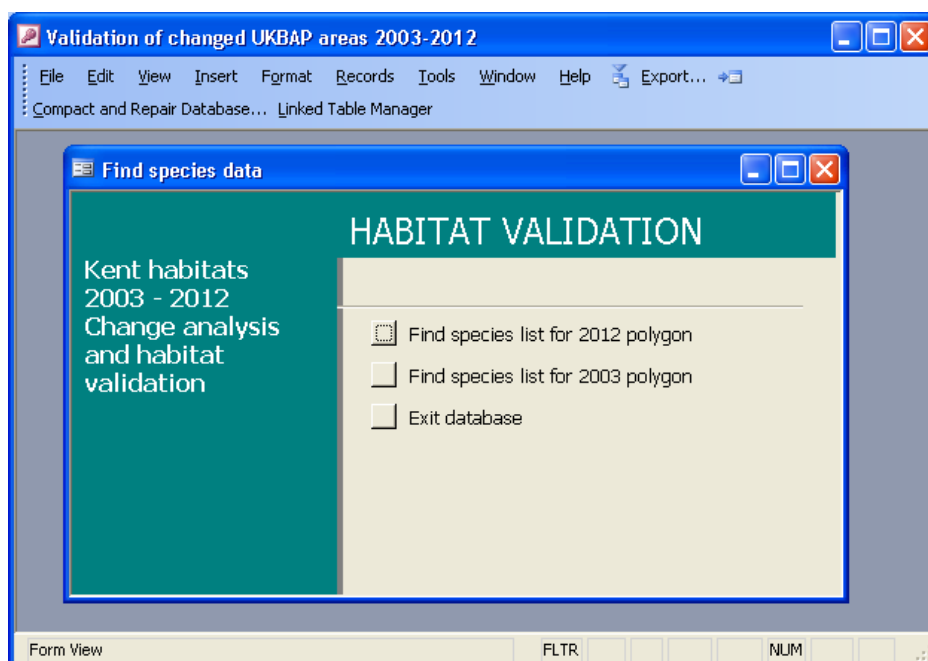 Validation of changed UKBAP areas 2003-2012
File Edit View Insert Format Records Tools Window Help Export...
Compact and Repair Database... Linked Table Manager
Find species data
HABITAT VALIDATION
Kent habitats
2003 - 2012
Change analysis
and habitat
validation
Find species list for 2012 polygon
Find species list for 2003 polygon
Exit database
Form View FLTR NUM